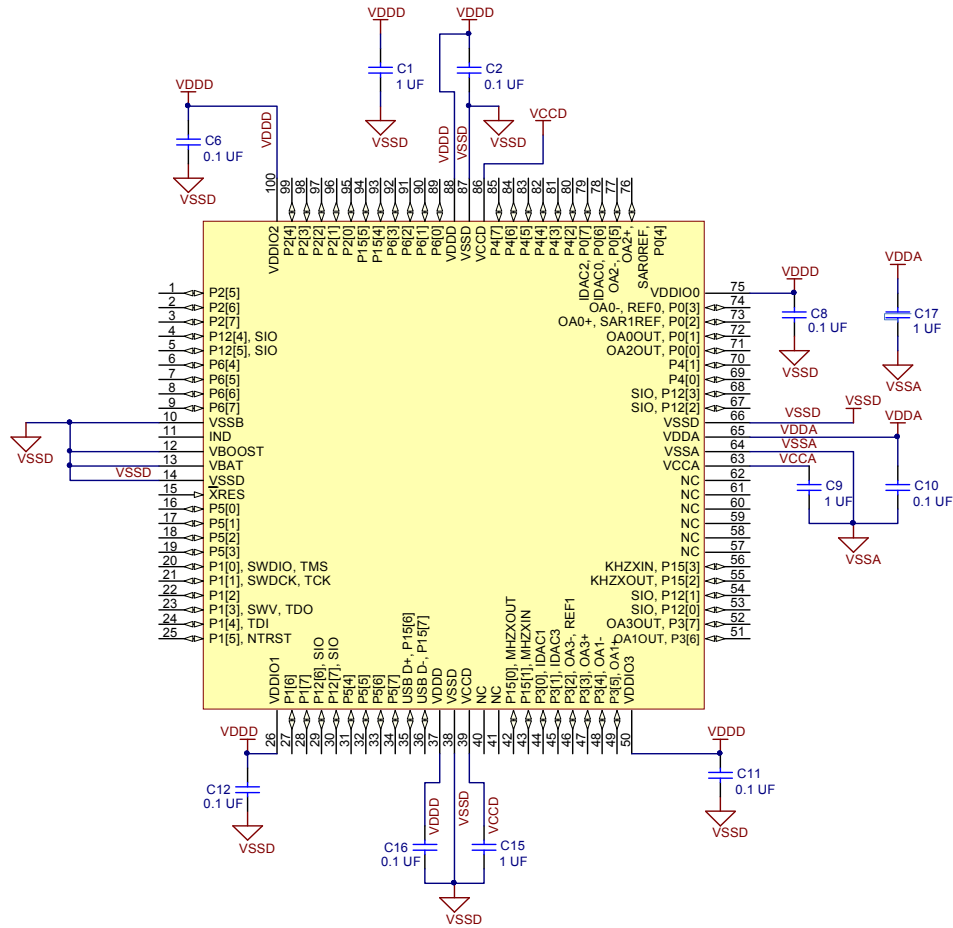 VDDD
C1
1 UF
VSSD
VDDD
C2
0.1 UF
VSSD
VDDD
VSSD
VCCD
VDDD
C6
0.1 UF
VSSD
VDDD
100
99
98
97
96
95
94
93
92
91
90
89
88
87
86
85
84
83
82
81
80
79
78
77
76
VDDIO2
P2[4]
P2[3]
P2[2]
P2[1]
P2[0]
P15[5]
P15[4]
P6[3]
P6[2]
P6[1]
P6[0]
VDDD
VSSD
VCCD
P4[7]
P4[6]
P4[5]
P4[4]
P4[3]
P4[2]
IDAC2, P0[7]
IDAC0, P0[6]
OA2-, P0[5]
OA2+,
SAR0REF,
P0[4]
1 P2[5]
2 P2[6]
3 P2[7]
4 P12[4], SIO
5 P12[5], SIO
6 P6[4]
7 P6[5]
8 P6[6]
9 P6[7]
10 VSSB
11 IND
12 VBOOST
13 VBAT
14 VSSD
15 XRES
16 P5[0]
17 P5[1]
18 P5[2]
19 P5[3]
20 P1[0], SWDIO, TMS
21 P1[1], SWDCK, TCK
22 P1[2]
23 P1[3], SWV, TDO
24 P1[4], TDI
25 P1[5], NTRST
VSSD
VSSD
VDDIO0 75
OA0-, REF0, P0[3] 74
OA0+, SAR1REF, P0[2] 73
OA0OUT, P0[1] 72
OA2OUT, P0[0] 71
P4[1] 70
P4[0] 69
SIO, P12[3] 68
SIO, P12[2] 67
VSSD 66
VDDA 65
VSSA 64
VCCA 63
NC 62
NC 61
NC 60
NC 59
NC 58
NC 57
KHZXIN, P15[3] 56
KHZXOUT, P15[2] 55
SIO, P12[1] 54
SIO, P12[0] 53
OA3OUT, P3[7] 52
OA1OUT, P3[6] 51
VDDD
C8
0.1 UF
VSSD
VDDA
C17
1 UF
VSSA
VSSD
VSSD
VDDA
VDDA
VSSA
VCCA
C9
1 UF
C10
0.1 UF
VSSA
VDDIO1
P1[6]
P1[7]
P12[6], SIO
P12[7], SIO
P5[4]
P5[5]
P5[6]
P5[7]
USB D+, P15[6]
USB D-, P15[7]
VDDD
VSSD
VCCD
NC
NC
P15[0], MHZXOUT
P15[1], MHZXIN
P3[0], IDAC1
P3[1], IDAC3
P3[2], OA3-, REF1
P3[3], OA3+
P3[4], OA1-
P3[5], OA1+
VDDIO3
26
27
28
29
30
31
32
33
34
35
36
37
38
39
40
41
42
43
44
45
46
47
48
49
50
VDDD
C12
0.1 UF
VSSD
VDDD
VSSD
VCCD
C16
0.1 UF
C15
1 UF
VSSD
VDDD
C11
0.1 UF
VSSD